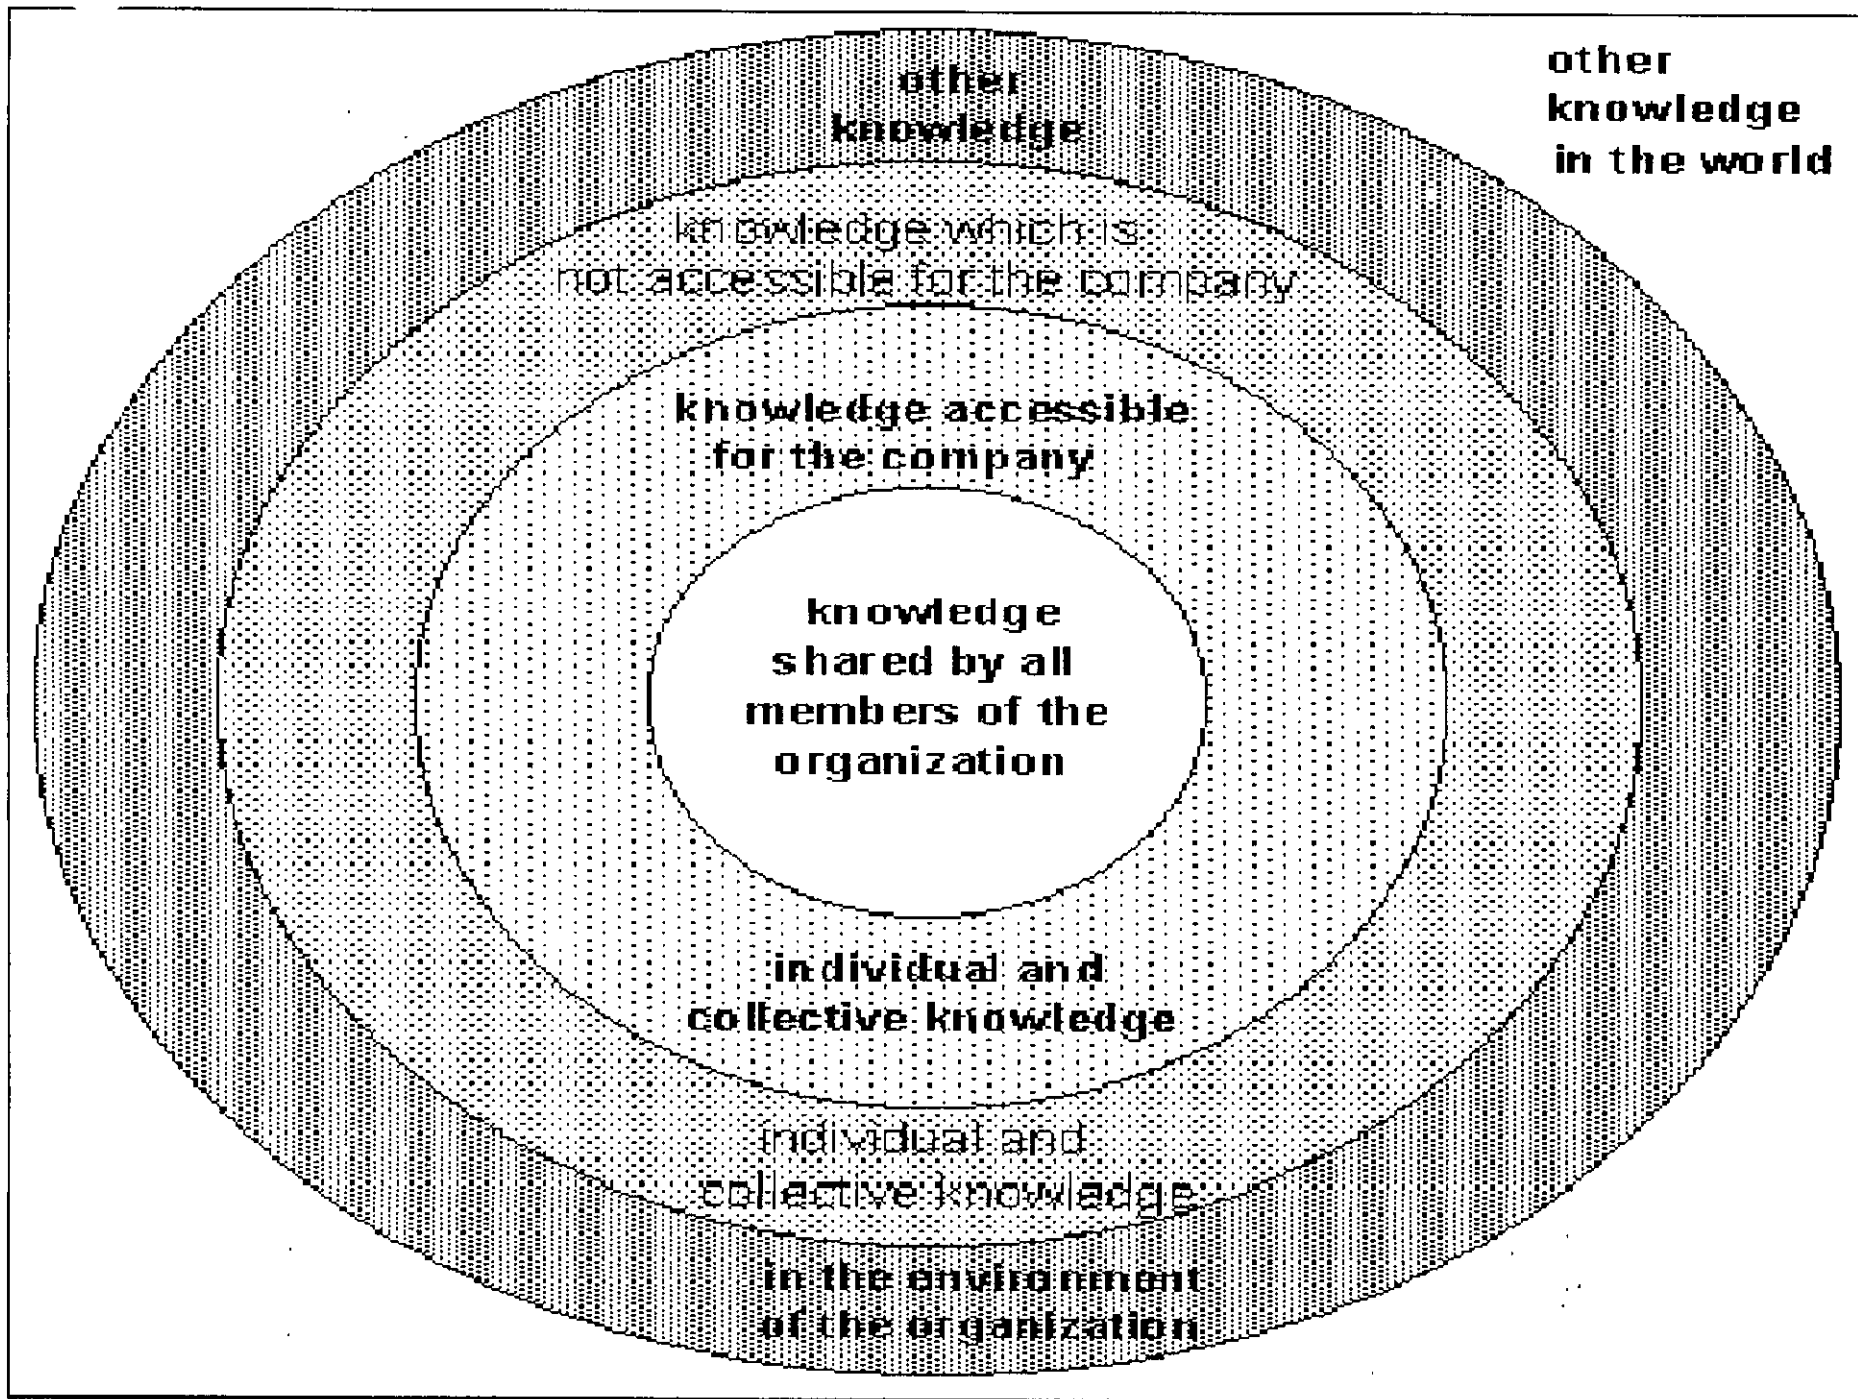 other
knowledge
other
knowledge
in the world
knowledge which is
not accessible for the company
knowledge accessible
for the company
knowledge
shared by all
members of the
organization
individual and
collective knowledge
individual and
collective knowledge
in the environment
of the organization